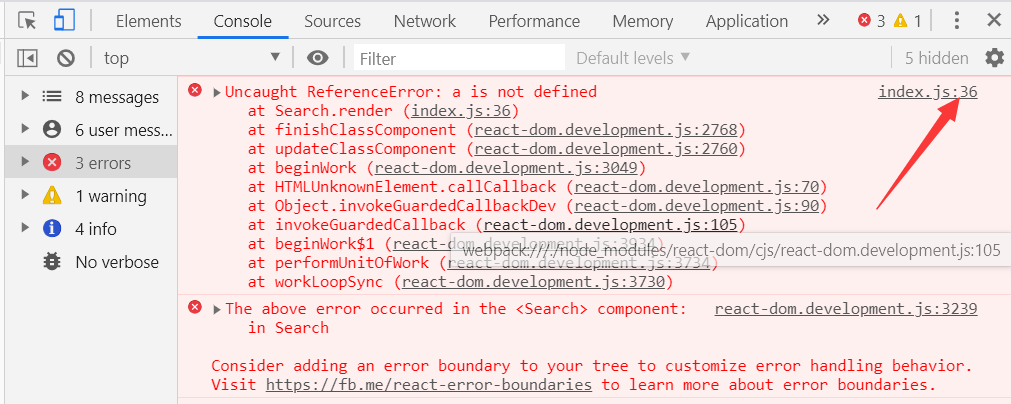 Elements Console Sources Network Performance Memory Application » 3 1
top Filter Default levels 5 hidden
8 messages
6 user mess...
3 errors
1 warning
4 info
No verbose
Uncaught ReferenceError: a is not defined index.js:36
at Search.render (index.js:36)
at finishClassComponent (react-dom.development.js:2768)
at updateClassComponent (react-dom.development.js:2760)
at beginWork (react-dom.development.js:3049)
at HTMLUnknownElement.callCallback (react-dom.development.js:70)
at Object.invokeGuardedCallbackDev (react-dom.development.js:90)
at invokeGuardedCallback (react-dom.development.js:105)
at beginWork$1 (react-dom.development.js:3934)
webpack:///./node_modules/react-dom/cjs/react-dom.development.js:105
at performUnitOfWork (react-dom.development.js:3734)
at workLoopSync (react-dom.development.js:3730)
The above error occurred in the <Search> component: react-dom.development.js:3239
in Search
Consider adding an error boundary to your tree to customize error handling behavior.
Visit https://fb.me/react-error-boundaries to learn more about error boundaries.